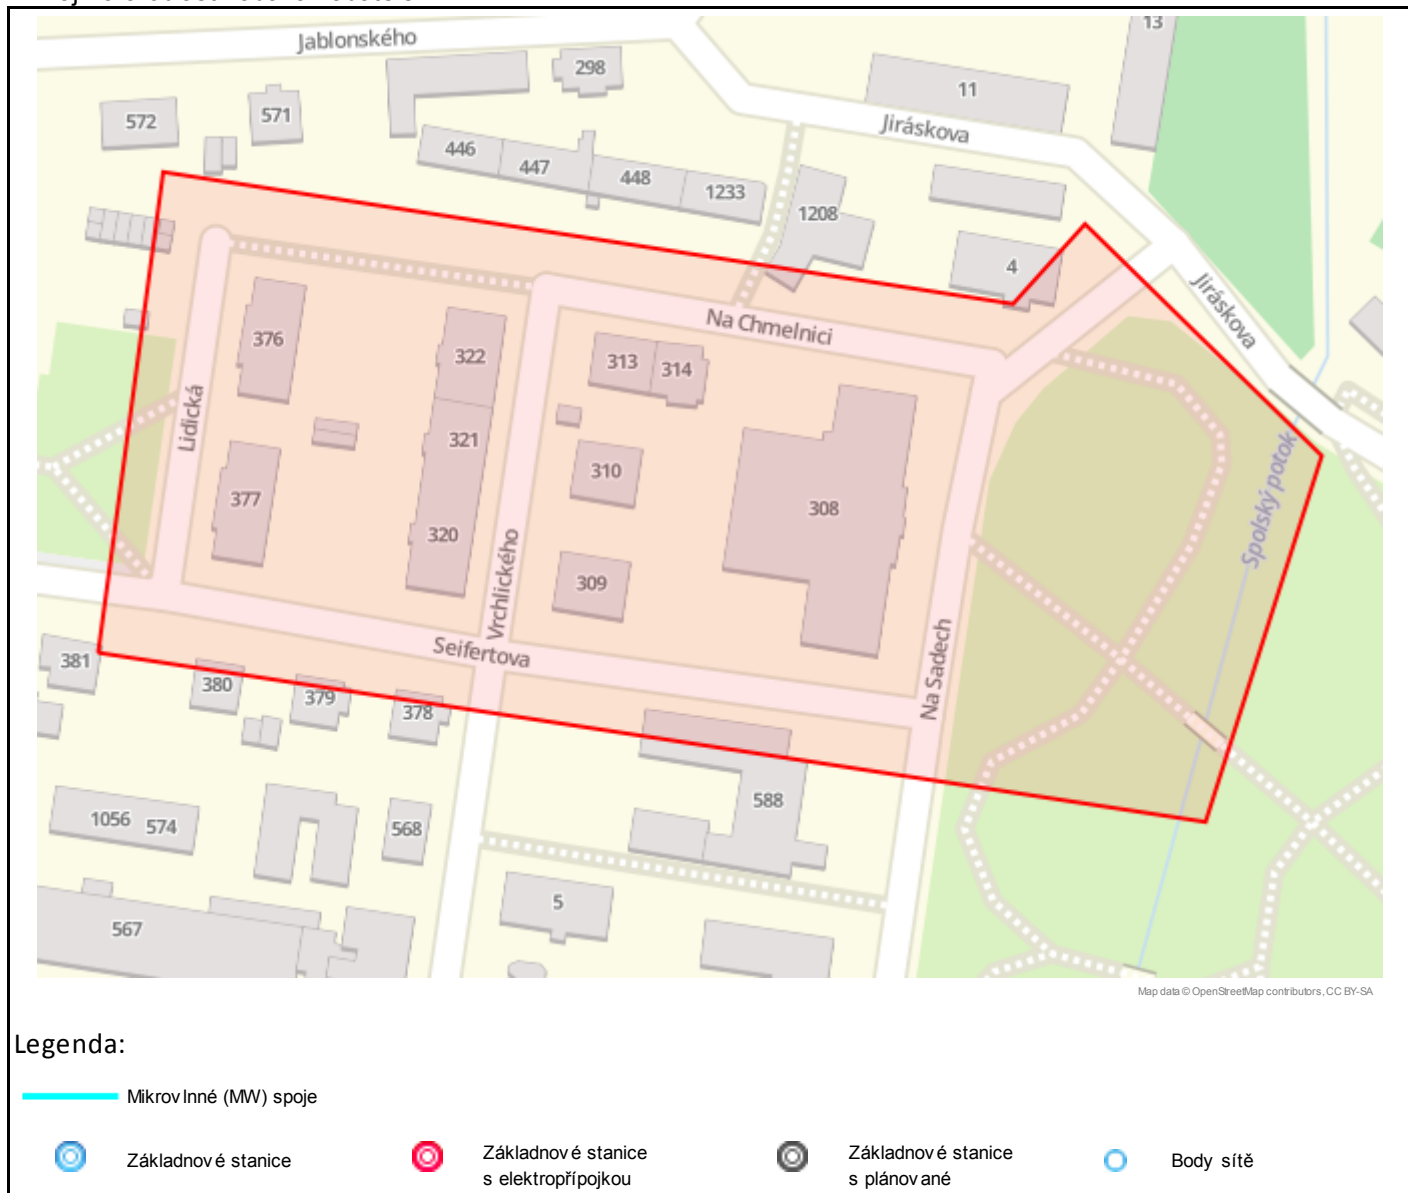 Jablonského
298
13
11
572
571
Jiráskova
446
447
448
1233
1208
4
Jiráskova
376
322
313
314
Na Chmelnici
Lidická
321
310
308
377
320
309
Vrchlického
Spolský potok
Seifertova
Na Sadech
381
380
379
378
588
1056
574
568
5
567
Map data © OpenStreetMap contributors, CC BY-SA
Legenda:
Mikrovlnné (MW) spoje
Základnové stanice
Základnové stanice
s elektropřípojkou
Základnové stanice
s plánované
Body sítě